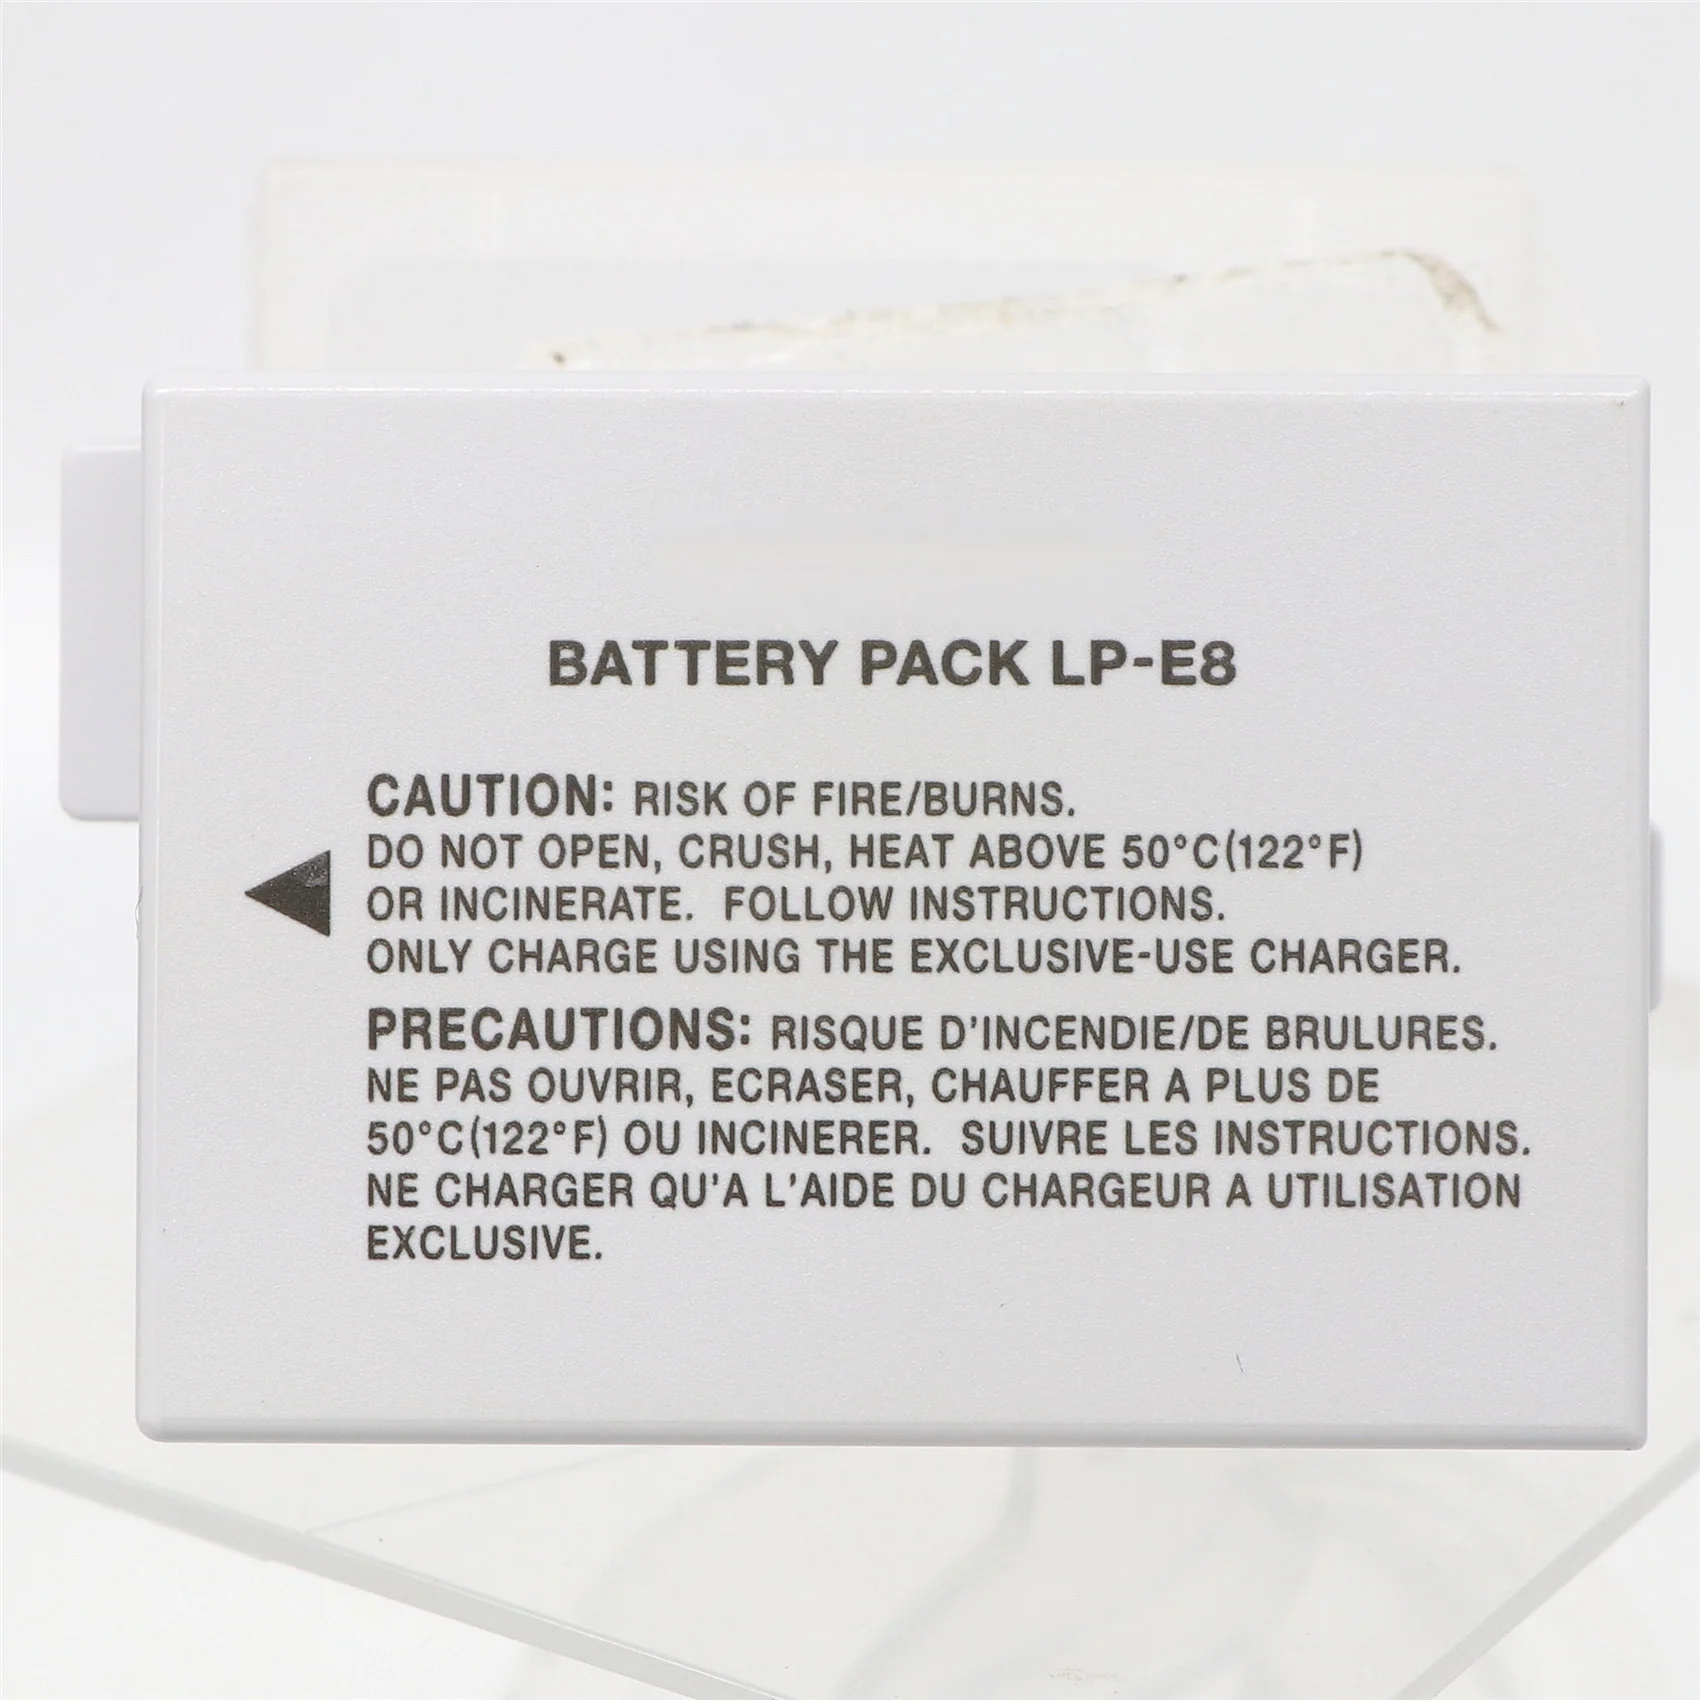 BATTERY PACK LP-E8
CAUTION: RISK OF FIRE/BURNS.
DO NOT OPEN, CRUSH, HEAT ABOVE 50°C(122°F)
OR INCINERATE. FOLLOW INSTRUCTIONS.
ONLY CHARGE USING THE EXCLUSIVE-USE CHARGER.
PRECAUTIONS: RISQUE D'INCENDIE/DE BRULURES.
NE PAS OUVRIR, ECRASER, CHAUFFER A PLUS DE
50°C(122°F) OU INCINERER. SUIVRE LES INSTRUCTIONS.
NE CHARGER QU'A L'AIDE DU CHARGEUR A UTILISATION
EXCLUSIVE.